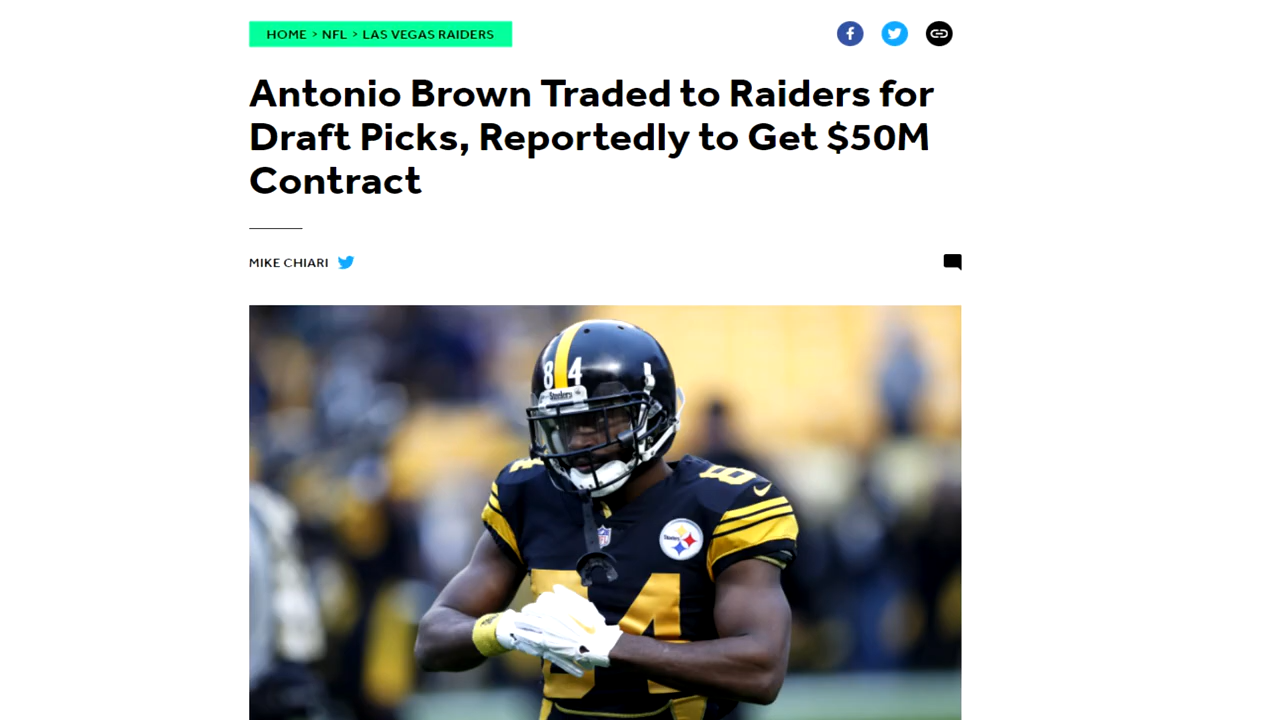 HOME > NFL > LAS VEGAS RAIDERS
Antonio Brown Traded to Raiders for
Draft Picks, Reportedly to Get $50M
Contract
MIKE CHIARI
84
Steelers
Steelers
84